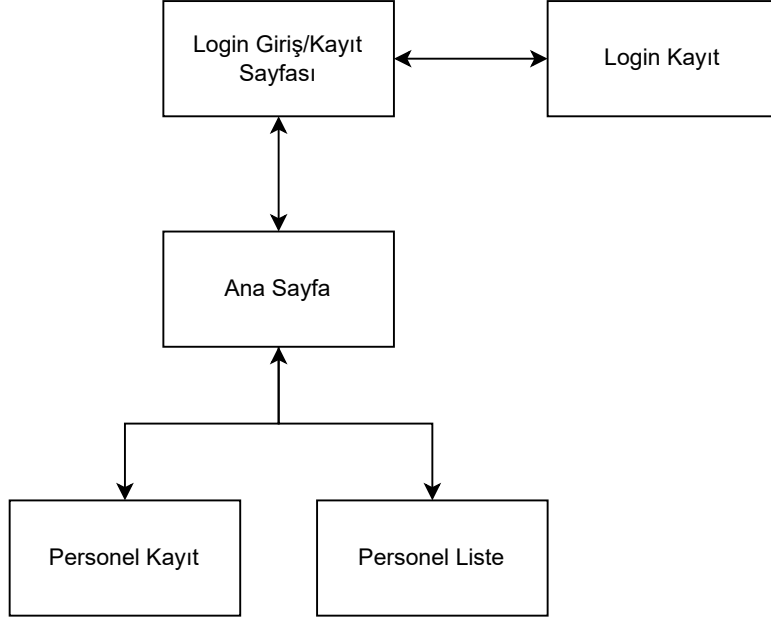 Login Giriş/Kayıt
Sayfası
Login Kayıt
Ana Sayfa
Personel Kayıt
Personel Liste